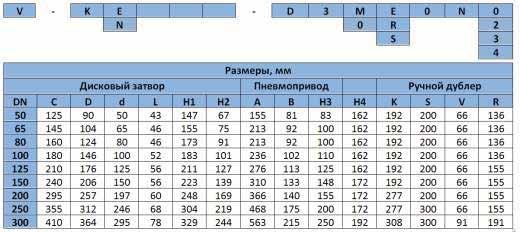 V - K E - D 3 M E 0 N 0
N 0 R 2
S 3
4
Размеры, мм
Дисковый затвор Пневмопривод Ручной дублер
DN C D d L H1 H2 A B H3 H4 K S V R
50 125 90 50 43 147 67 155 81 83 162 192 200 66 136
65 145 104 65 46 155 75 213 92 100 162 192 200 66 136
80 160 124 80 46 173 91 213 92 100 162 192 200 66 136
100 180 146 100 52 183 101 236 102 110 162 192 200 66 136
125 210 176 125 56 211 127 276 113 125 162 192 200 66 155
150 240 206 150 56 223 139 310 133 148 172 192 200 66 155
200 295 257 197 60 248 169 366 140 155 172 277 200 66 155
250 355 312 246 68 304 219 468 175 200 172 277 300 66 155
300 410 364 295 78 329 244 563 215 250 192 308 300 91 191